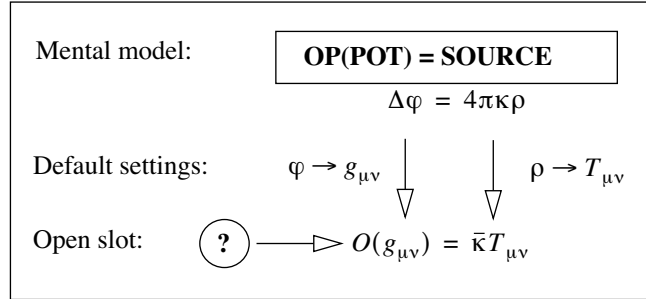 Mental model: OP(POT) = SOURCE
Δφ = 4πκρ
Default settings: φ → g_μν ρ → T_μν
Open slot: ? O(g_μν) = κ̄T_μν